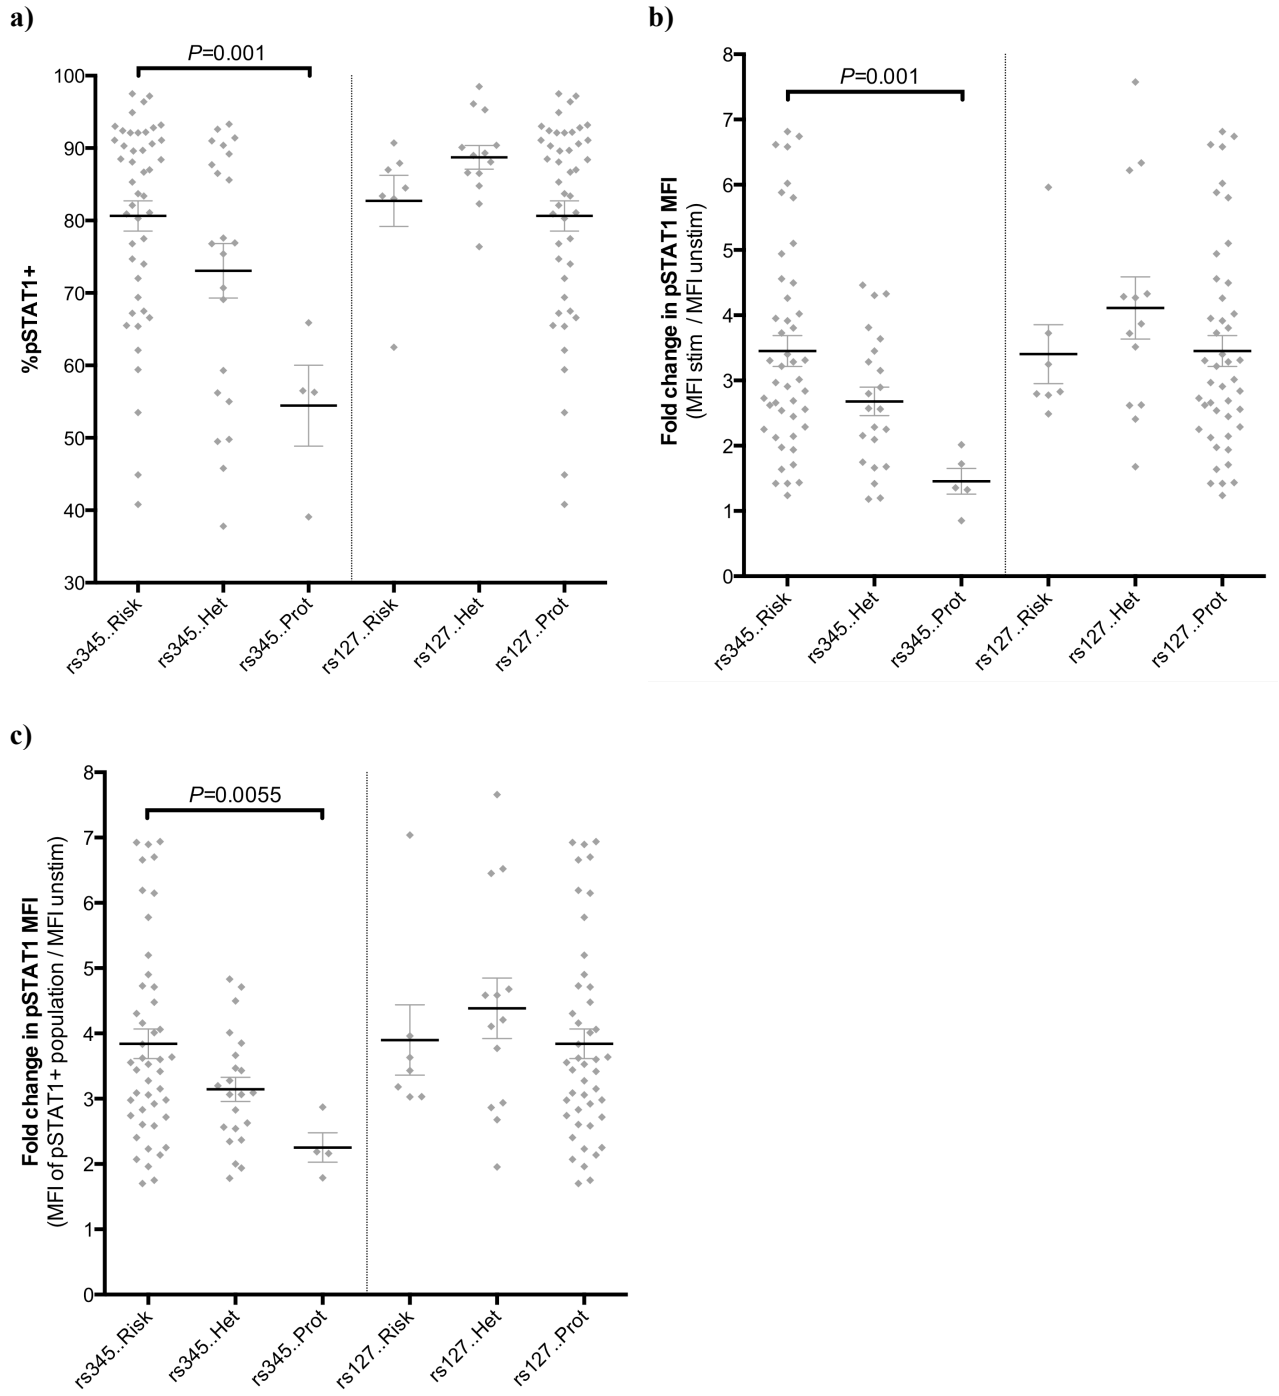 a)
P=0.001
%pSTAT1+
100
90
80
70
60
50
40
30
rs345..Risk
rs345..Het
rs345..Prot
rs127..Risk
rs127..Het
rs127..Prot
b)
P=0.001
Fold change in pSTAT1 MFI
(MFI stim / MFI unstim)
8
7
6
5
4
3
2
1
0
rs345..Risk
rs345..Het
rs345..Prot
rs127..Risk
rs127..Het
rs127..Prot
c)
P=0.0055
Fold change in pSTAT1 MFI
(MFI of pSTAT1+ population / MFI unstim)
8
7
6
5
4
3
2
1
0
rs345..Risk
rs345..Het
rs345..Prot
rs127..Risk
rs127..Het
rs127..Prot